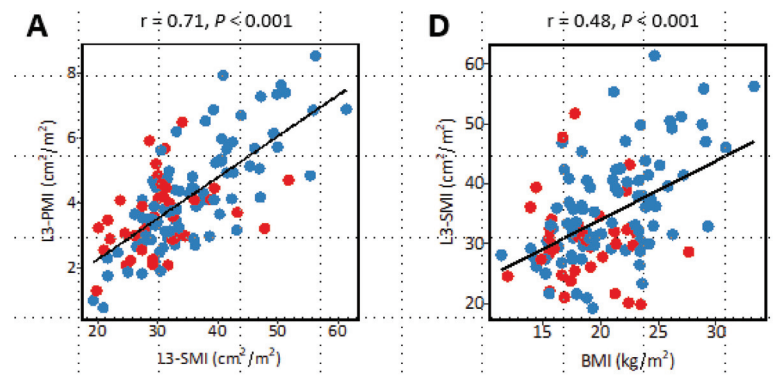 A
r = 0.71, P < 0.001
L3-PMI (cm²/m²)
8
6
4
2
20 30 40 50 60
L3-SMI (cm²/m²)
D
r = 0.48, P < 0.001
L3-SMI (cm²/m²)
60
50
40
30
20
15 20 25 30
BMI (kg/m²)